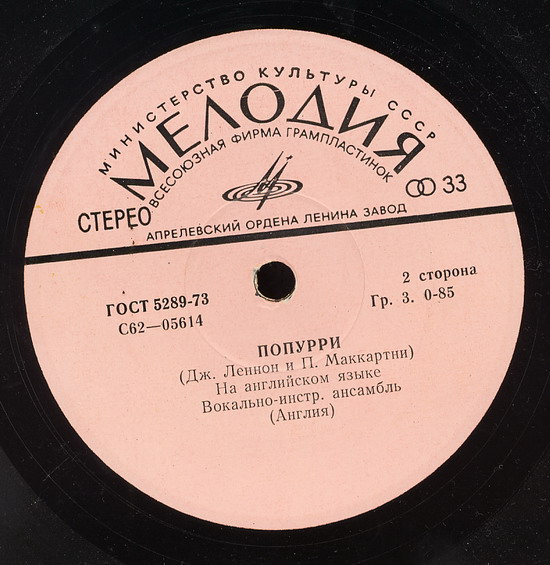 МИНИСТЕРСТВО КУЛЬТУРЫ СССР
МЕЛОДИЯ
ВСЕСОЮЗНАЯ ФИРМА ГРАМПЛАСТИНОК
СТЕРЕО
33
АПРЕЛЕВСКИЙ ОРДЕНА ЛЕНИНА ЗАВОД
ГОСТ 5289-73
2 сторона
С62—05614
Гр. 3. 0-85
ПОПУРРИ
(Дж. Леннон и П. Маккартни)
На английском языке
Вокально-инстр. ансамбль
(Англия)